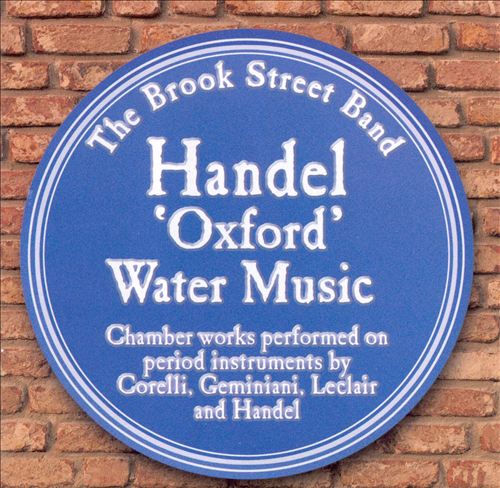 The Brook Street Band
Handel
‘Oxford’
Water Music
Chamber works performed on
period instruments by
Corelli, Geminiani, Leclair
and Handel